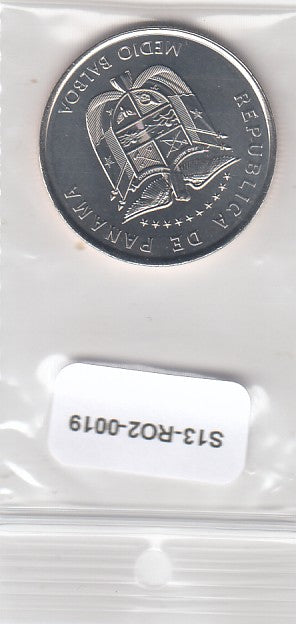 S13-RO2-0019
REPUBLICA DE PANAMA
MEDIO BALBOA